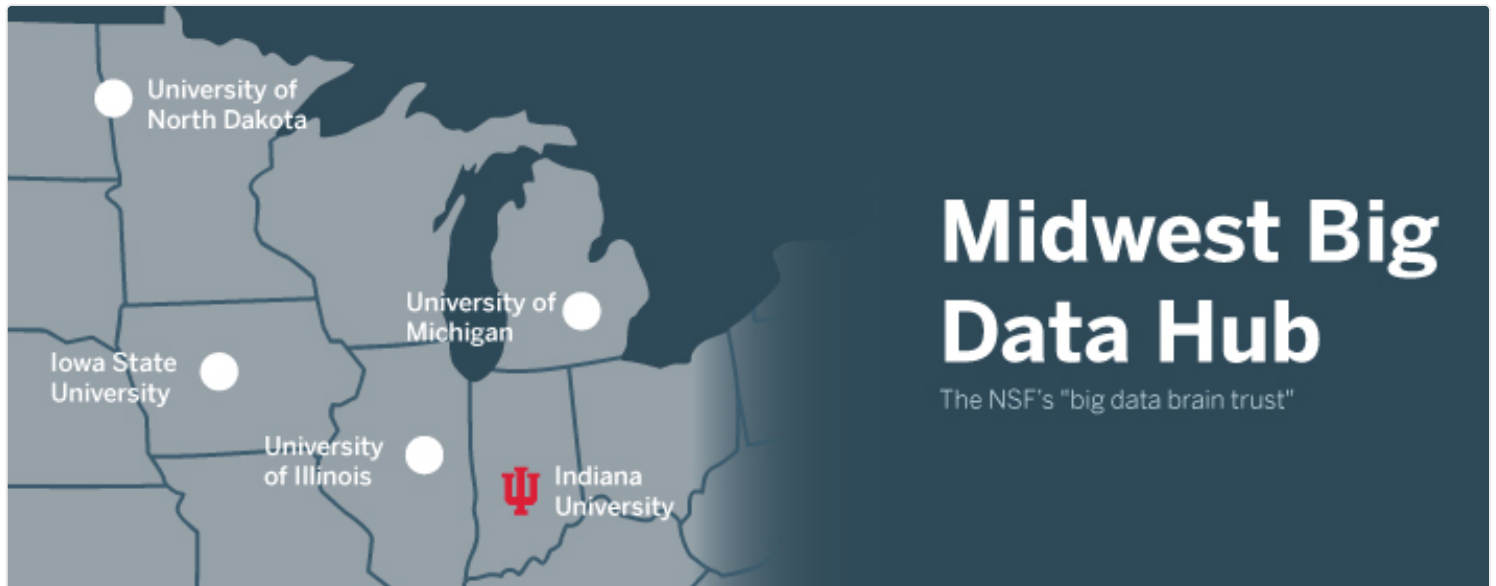 University of
North Dakota
University of
Michigan
Iowa State
University
University
of Illinois
Indiana
University
Midwest Big
Data Hub
The NSF's "big data brain trust"